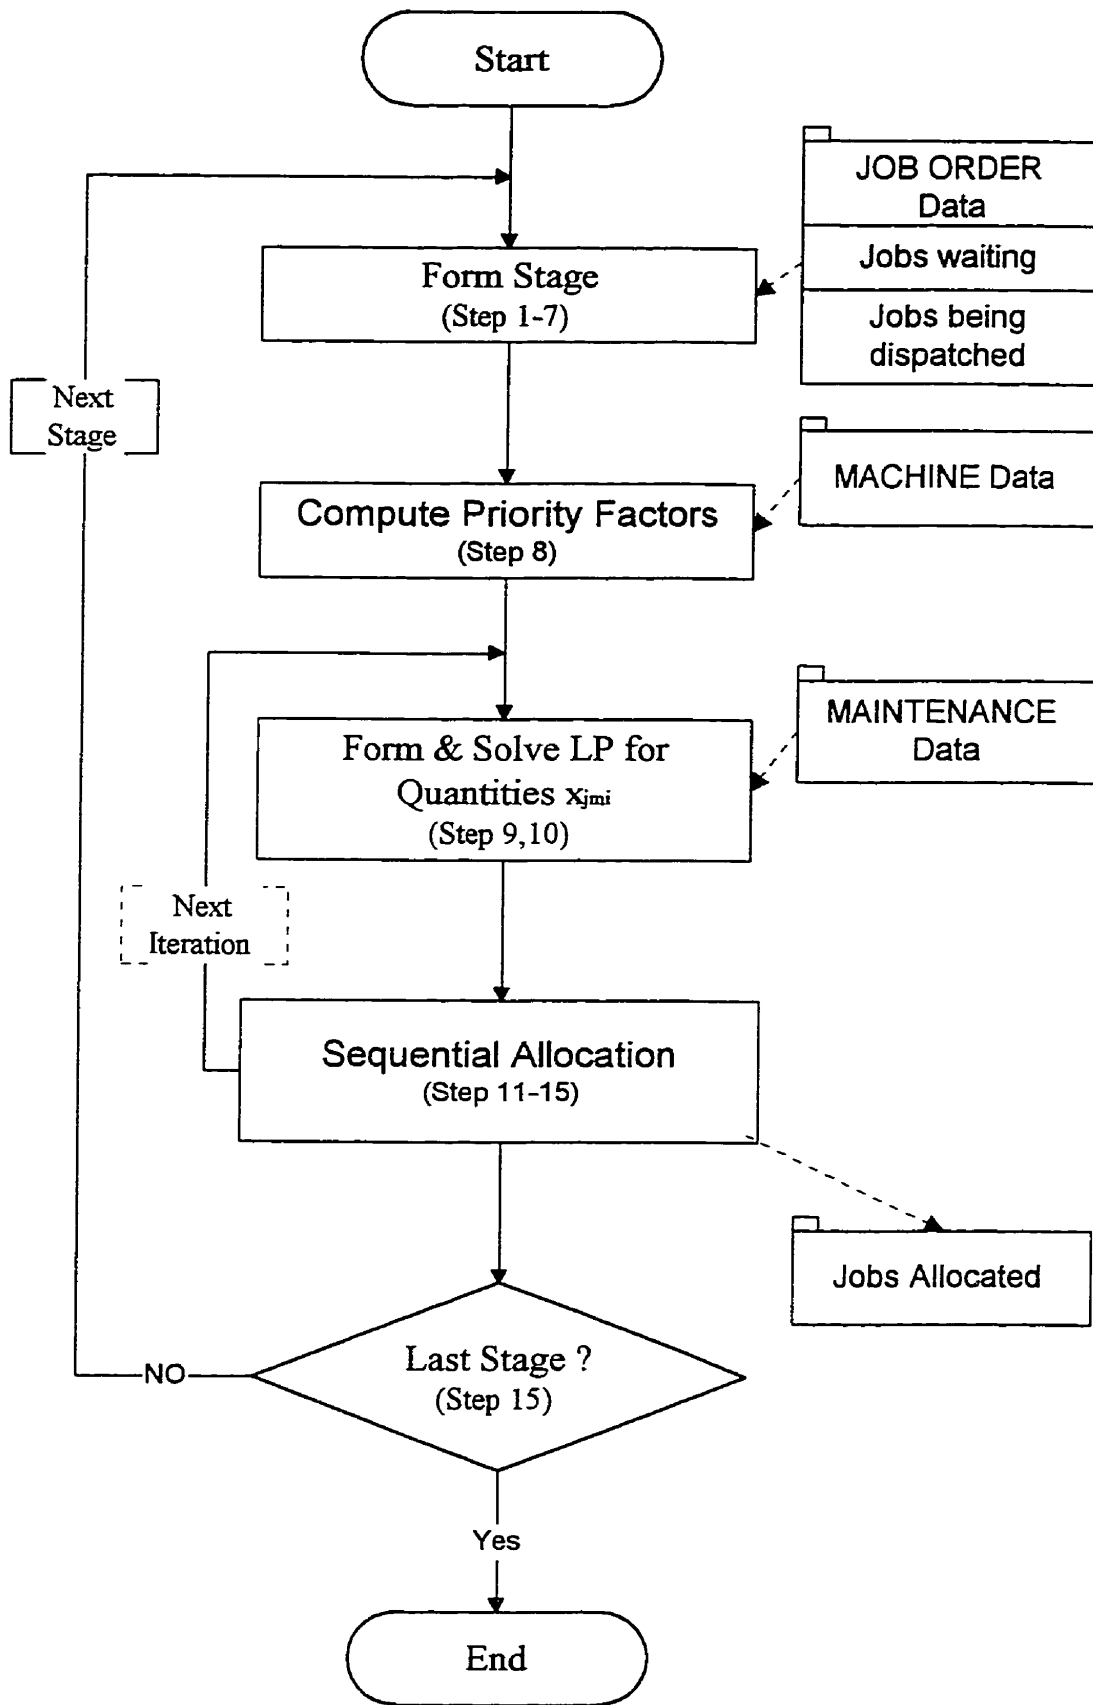 Start
JOB ORDER
Data
Jobs waiting
Jobs being
dispatched
Form Stage
(Step 1-7)
Next
Stage
MACHINE Data
Compute Priority Factors
(Step 8)
MAINTENANCE
Data
Form & Solve LP for
Quantities xjmi
(Step 9,10)
Next
Iteration
Sequential Allocation
(Step 11-15)
Jobs Allocated
Last Stage ?
(Step 15)
NO
Yes
End